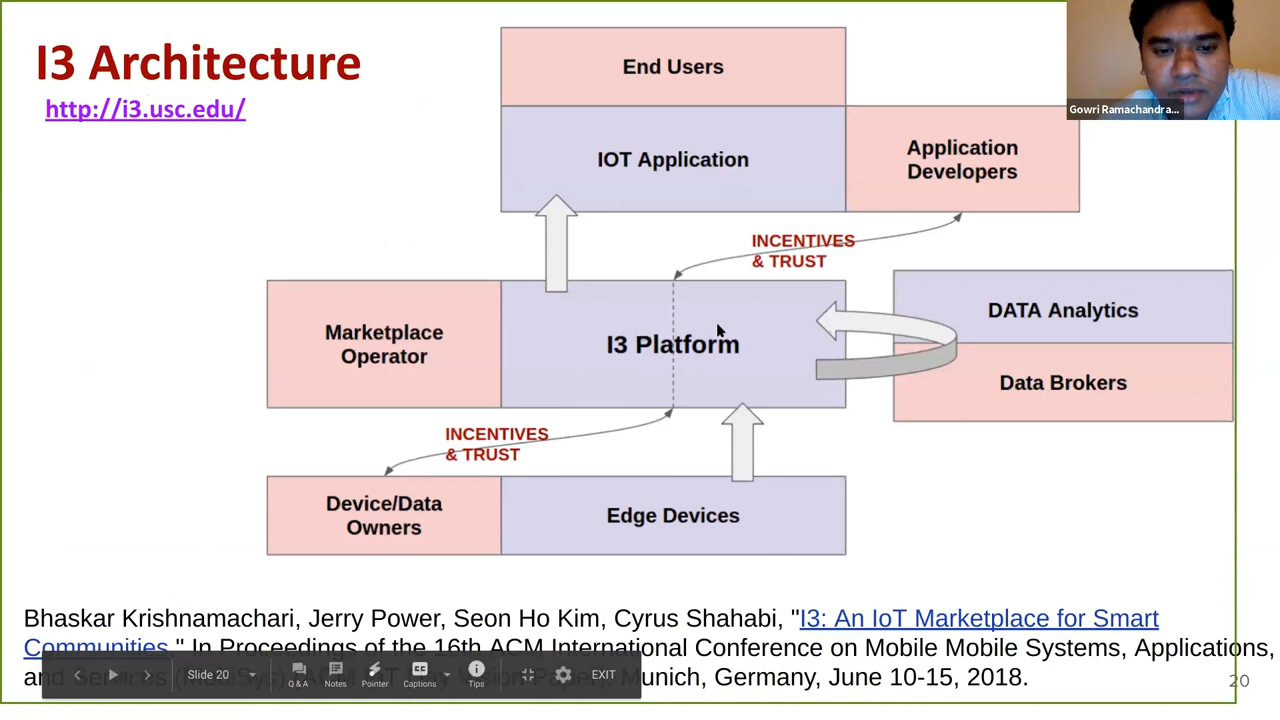 I3 Architecture
http://i3.usc.edu/
End Users
Gowri Ramachandra...
IOT Application
Application
Developers
INCENTIVES
& TRUST
Marketplace
Operator
I3 Platform
DATA Analytics
Data Brokers
INCENTIVES
& TRUST
Device/Data
Owners
Edge Devices
Bhaskar Krishnamachari, Jerry Power, Seon Ho Kim, Cyrus Shahabi, "I3: An IoT Marketplace for Smart
Communities." In Proceedings of the 16th ACM International Conference on Mobile Mobile Systems, Applications,
and Munich, Germany, June 10-15, 2018.
Slide 20
Q & A
Notes
Pointer
Captions
Tips
EXIT
20